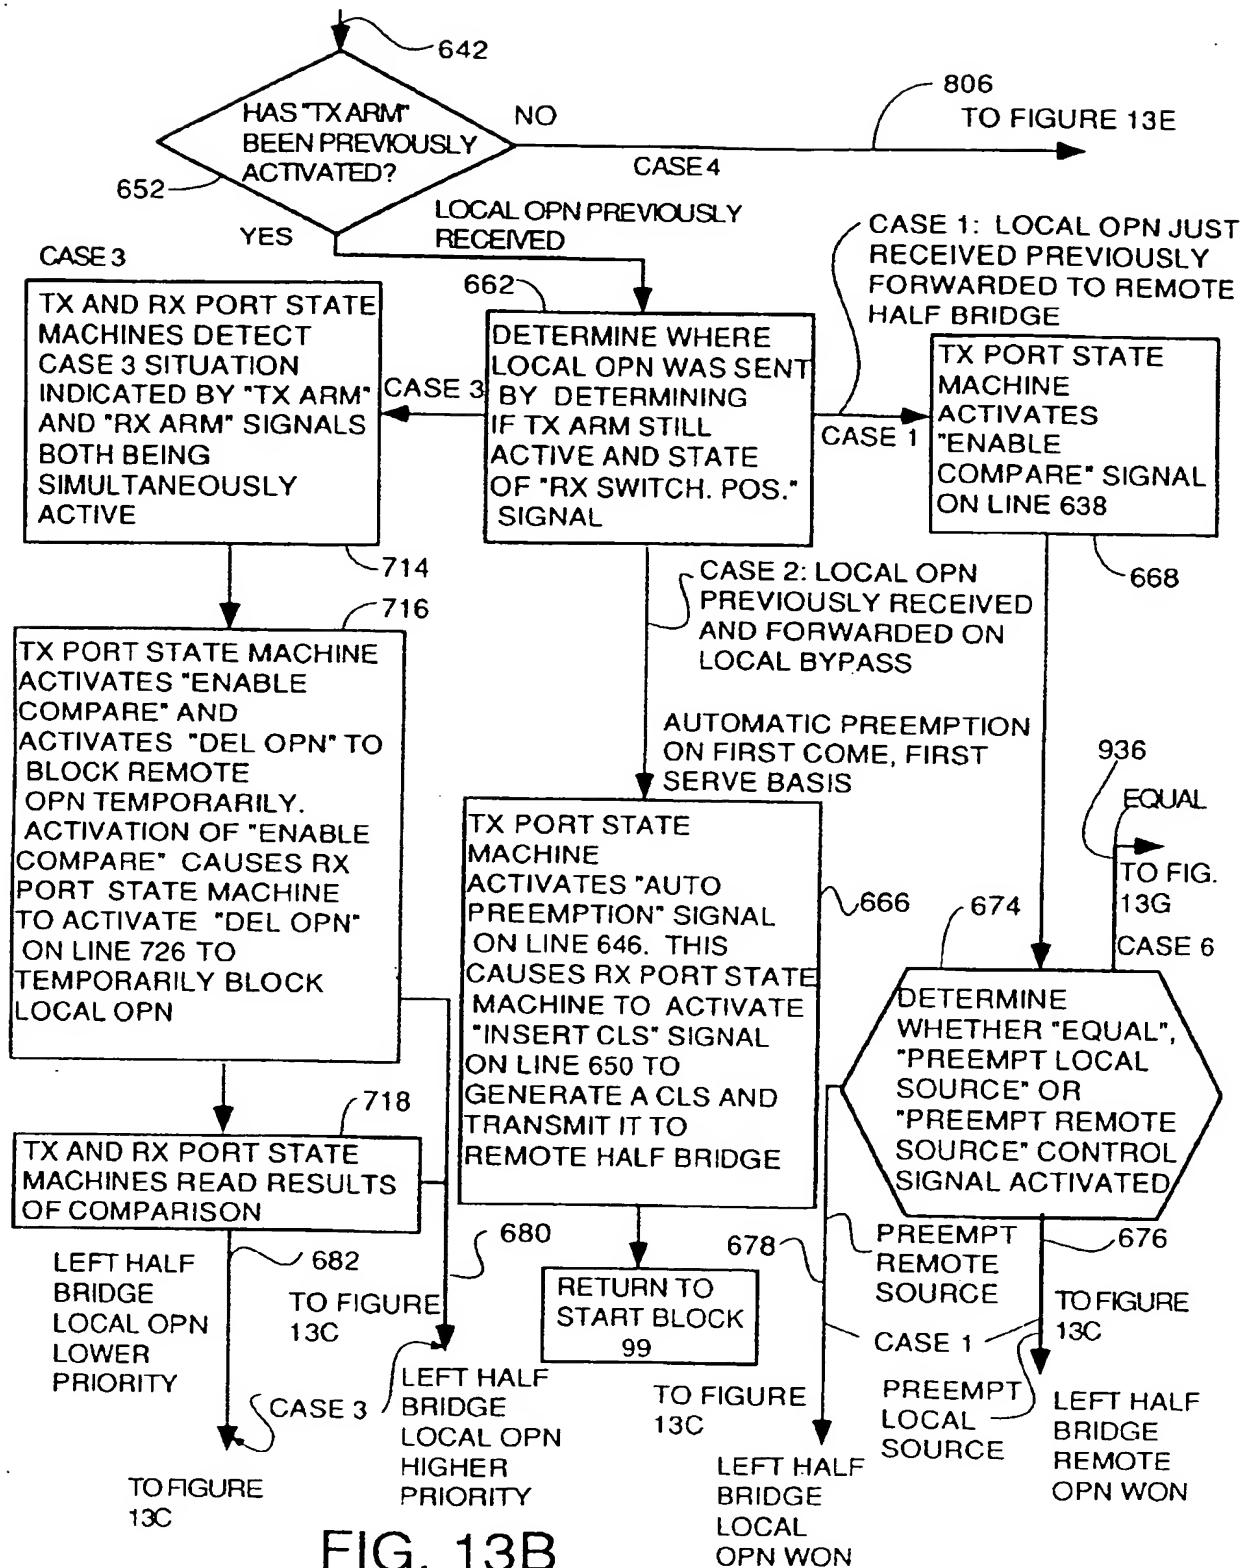 642
HAS "TX ARM"
BEEN PREVIOUSLY
ACTIVATED?
652
NO
CASE 4
806
TO FIGURE 13E
YES
LOCAL OPN PREVIOUSLY
RECEIVED
CASE 3
TX AND RX PORT STATE
MACHINES DETECT
CASE 3 SITUATION
INDICATED BY "TX ARM"
AND "RX ARM" SIGNALS
BOTH BEING
SIMULTANEOUSLY
ACTIVE
714
CASE 3
662
DETERMINE WHERE
LOCAL OPN WAS SENT
BY DETERMINING
IF TX ARM STILL
ACTIVE AND STATE
OF "RX SWITCH. POS."
SIGNAL
CASE 1: LOCAL OPN JUST
RECEIVED PREVIOUSLY
FORWARDED TO REMOTE
HALF BRIDGE
CASE 1
TX PORT STATE
MACHINE
ACTIVATES
"ENABLE
COMPARE" SIGNAL
ON LINE 638
668
716
TX PORT STATE MACHINE
ACTIVATES "ENABLE
COMPARE" AND
ACTIVATES "DEL OPN" TO
BLOCK REMOTE
OPN TEMPORARILY.
ACTIVATION OF "ENABLE
COMPARE" CAUSES RX
PORT STATE MACHINE
TO ACTIVATE "DEL OPN"
ON LINE 726 TO
TEMPORARILY BLOCK
LOCAL OPN
CASE 2: LOCAL OPN
PREVIOUSLY RECEIVED
AND FORWARDED ON
LOCAL BYPASS
AUTOMATIC PREEMPTION
ON FIRST COME, FIRST
SERVE BASIS
TX PORT STATE
MACHINE
ACTIVATES "AUTO
PREEMPTION" SIGNAL
ON LINE 646. THIS
CAUSES RX PORT STATE
MACHINE TO ACTIVATE
"INSERT CLS" SIGNAL
ON LINE 650 TO
GENERATE A CLS AND
TRANSMIT IT TO
REMOTE HALF BRIDGE
666
936
EQUAL
TO FIG.
13G
CASE 6
674
DETERMINE
WHETHER "EQUAL",
"PREEMPT LOCAL
SOURCE" OR
"PREEMPT REMOTE
SOURCE" CONTROL
SIGNAL ACTIVATED
718
TX AND RX PORT STATE
MACHINES READ RESULTS
OF COMPARISON
682
LEFT HALF
BRIDGE
LOCAL OPN
LOWER
PRIORITY
680
TO FIGURE
13C
CASE 3
TO FIGURE
13C
LEFT HALF
BRIDGE
LOCAL OPN
HIGHER
PRIORITY
RETURN TO
START BLOCK
99
678
PREEMPT
REMOTE
SOURCE
676
CASE 1
TO FIGURE
13C
TO FIGURE
13C
PREEMPT
LOCAL
SOURCE
LEFT HALF
BRIDGE
LOCAL
OPN WON
LEFT HALF
BRIDGE
REMOTE
OPN WON
FIG. 13B